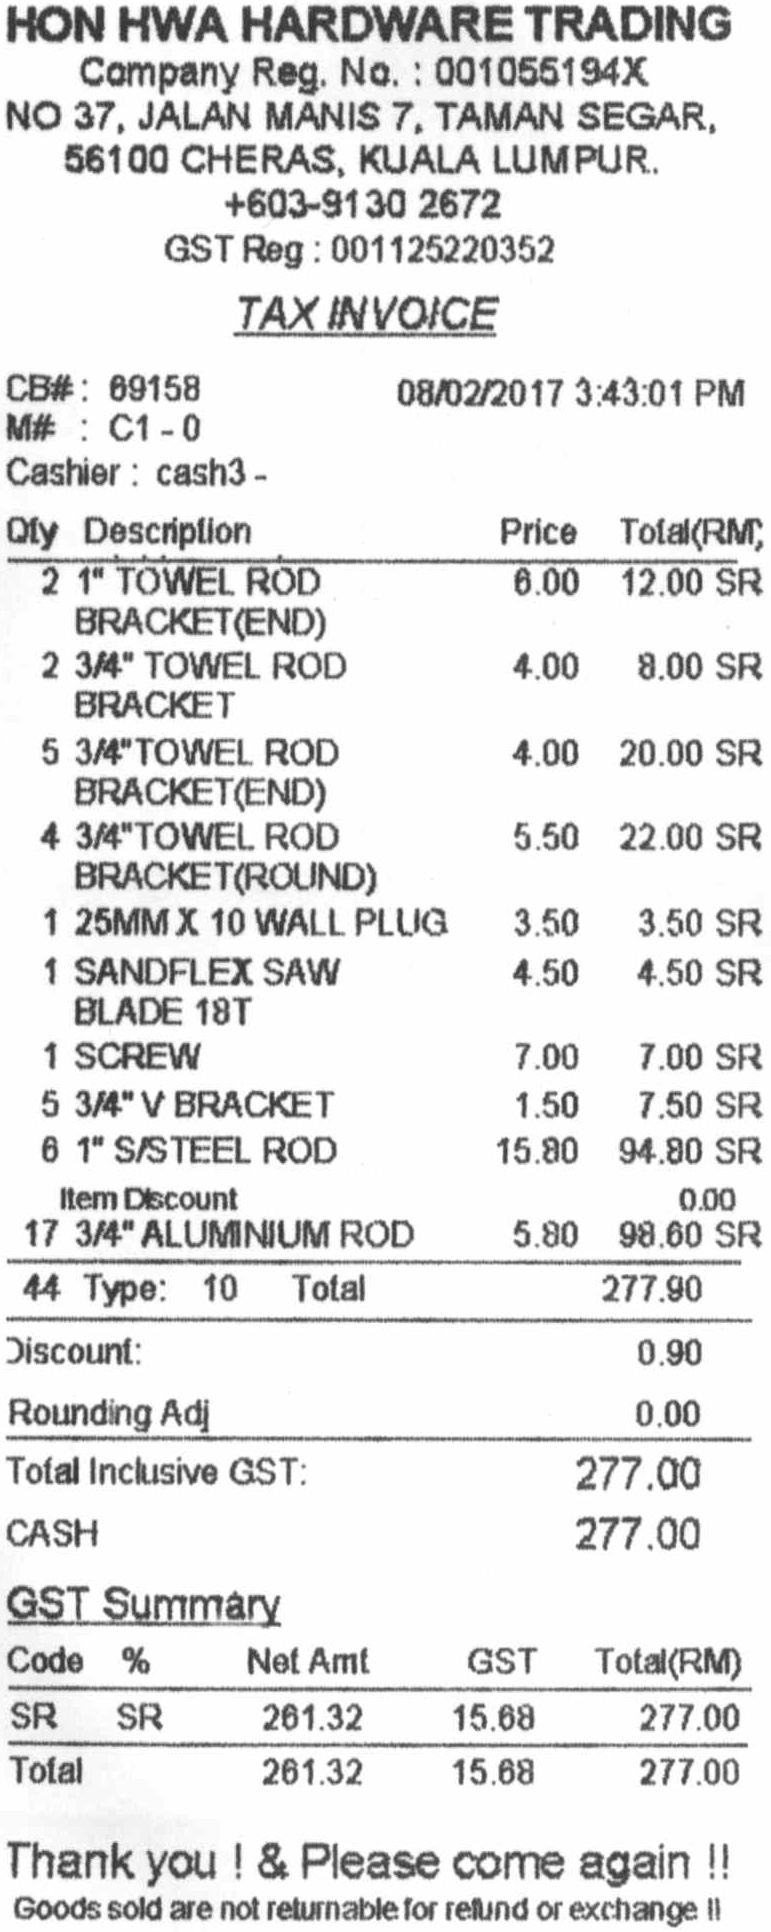 HON HWA HARDWARE TRADING
Company Reg. No. : 001055194X
NO 37, JALAN MANIS 7, TAMAN SEGAR,
56100 CHERAS, KUALA LUMPUR.
+603-9130 2672
GST Reg : 001125220352
TAX INVOICE
CB# : 69158 08/02/2017 3:43:01 PM
M# : C1 - 0
Cashier : cash3 -
Qty Description Price Total(RM)
2 1" TOWEL ROD 6.00 12.00 SR
BRACKET(END)
2 3/4" TOWEL ROD 4.00 8.00 SR
BRACKET
5 3/4"TOWEL ROD 4.00 20.00 SR
BRACKET(END)
4 3/4"TOWEL ROD 5.50 22.00 SR
BRACKET(ROUND)
1 25MM X 10 WALL PLUG 3.50 3.50 SR
1 SANDFLEX SAW 4.50 4.50 SR
BLADE 18T
1 SCREW 7.00 7.00 SR
5 3/4" V BRACKET 1.50 7.50 SR
6 1" S/STEEL ROD 15.80 94.80 SR
Item Discount 0.00
17 3/4" ALUMINIUM ROD 5.80 98.60 SR
44 Type: 10 Total 277.90
Discount: 0.90
Rounding Adj 0.00
Total Inclusive GST: 277.00
CASH 277.00
GST Summary
Code % Net Amt GST Total(RM)
SR SR 261.32 15.68 277.00
Total 261.32 15.68 277.00
Thank you ! & Please come again !!
Goods sold are not returnable for refund or exchange !!